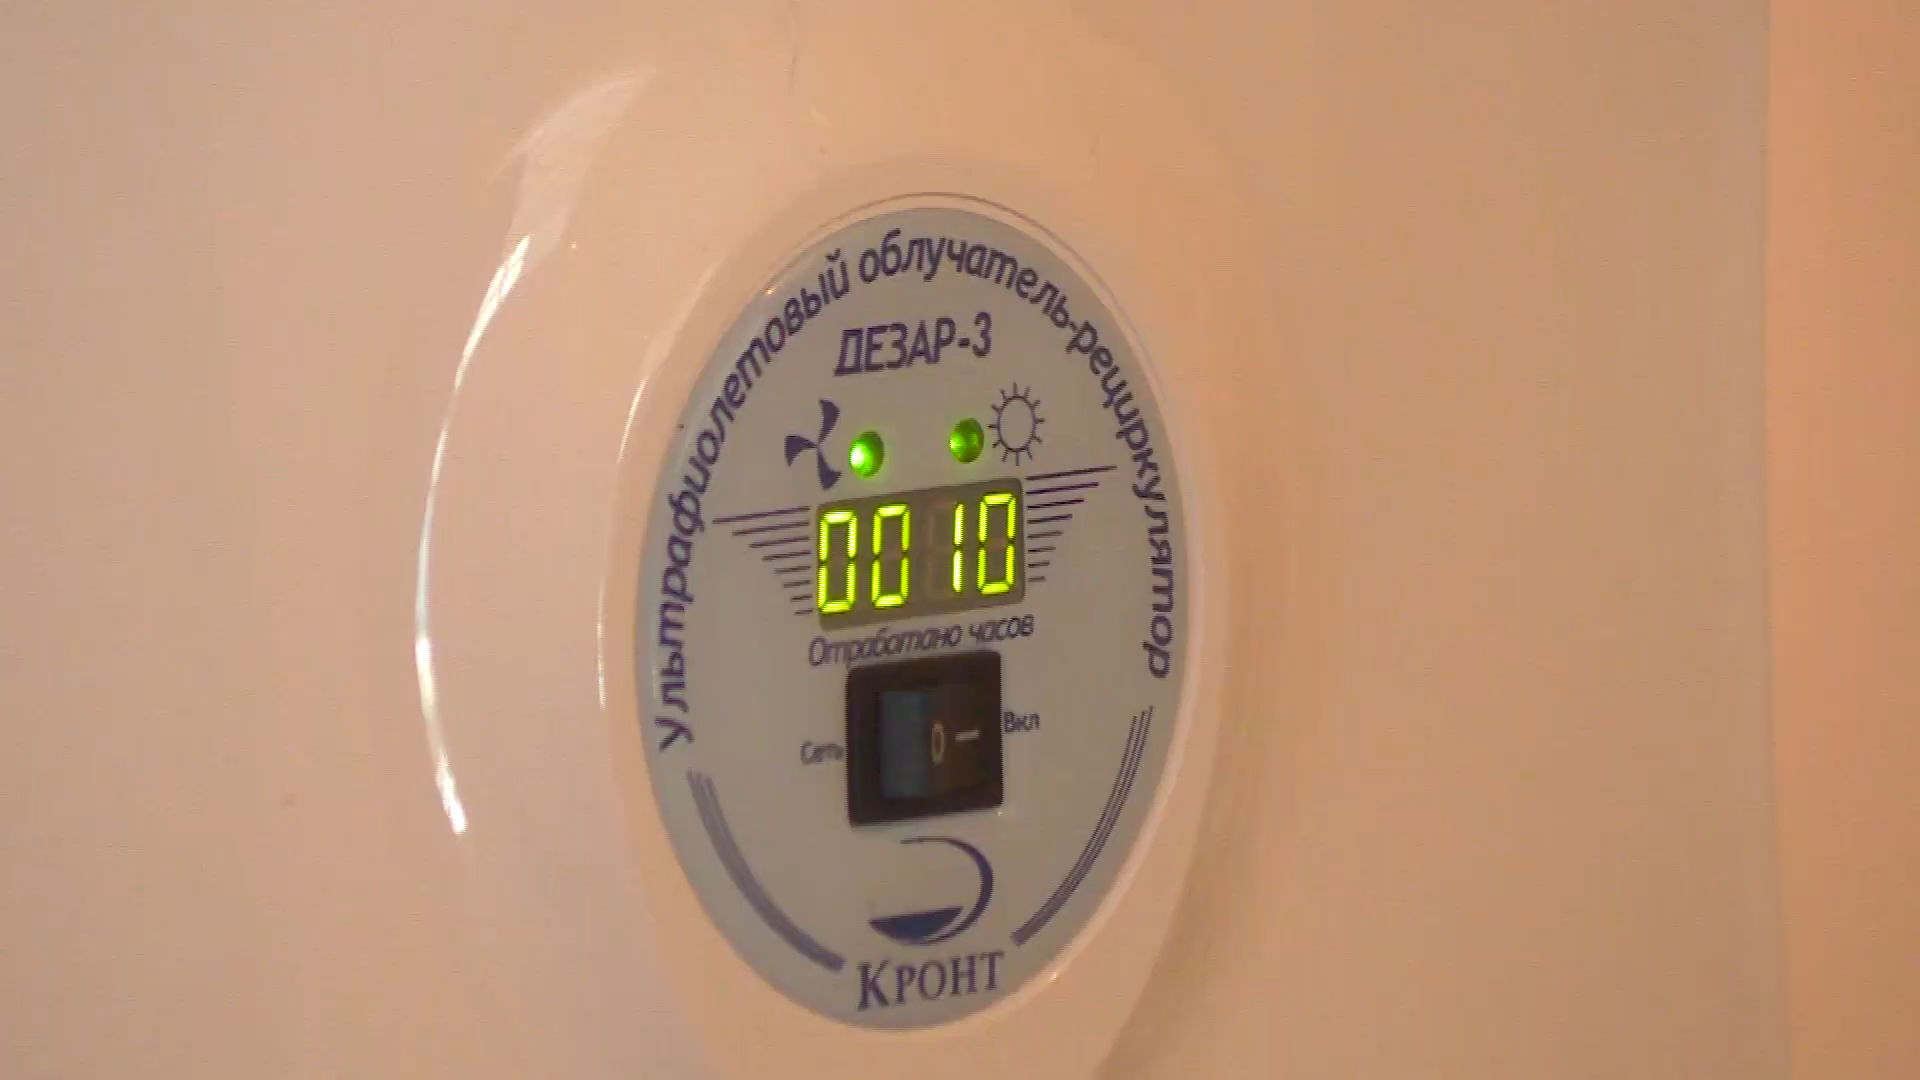 Ультрафиолетовый облучатель-рециркулятор
ДЕЗАР-3
0010
Отработано часов
Сеть 0 – Вкл
КРОНТ